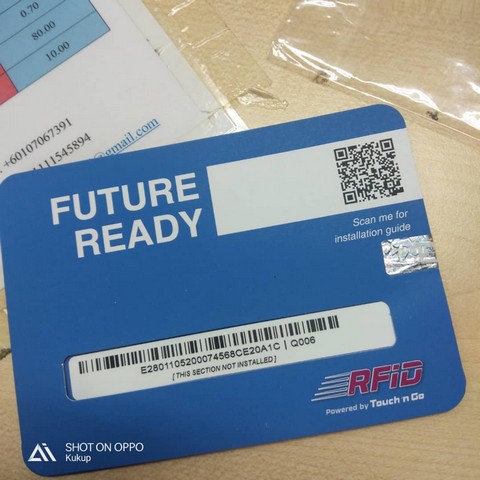 0.70
80.00
10.00
+60107067391
111545894
@gmail.com
FUTURE
READY
Scan me for
installation guide
E2801105200074568CE20A1C | Q006
[ THIS SECTION NOT INSTALLED ]
RFiD
Powered by Touch 'n Go
SHOT ON OPPO
Kukup